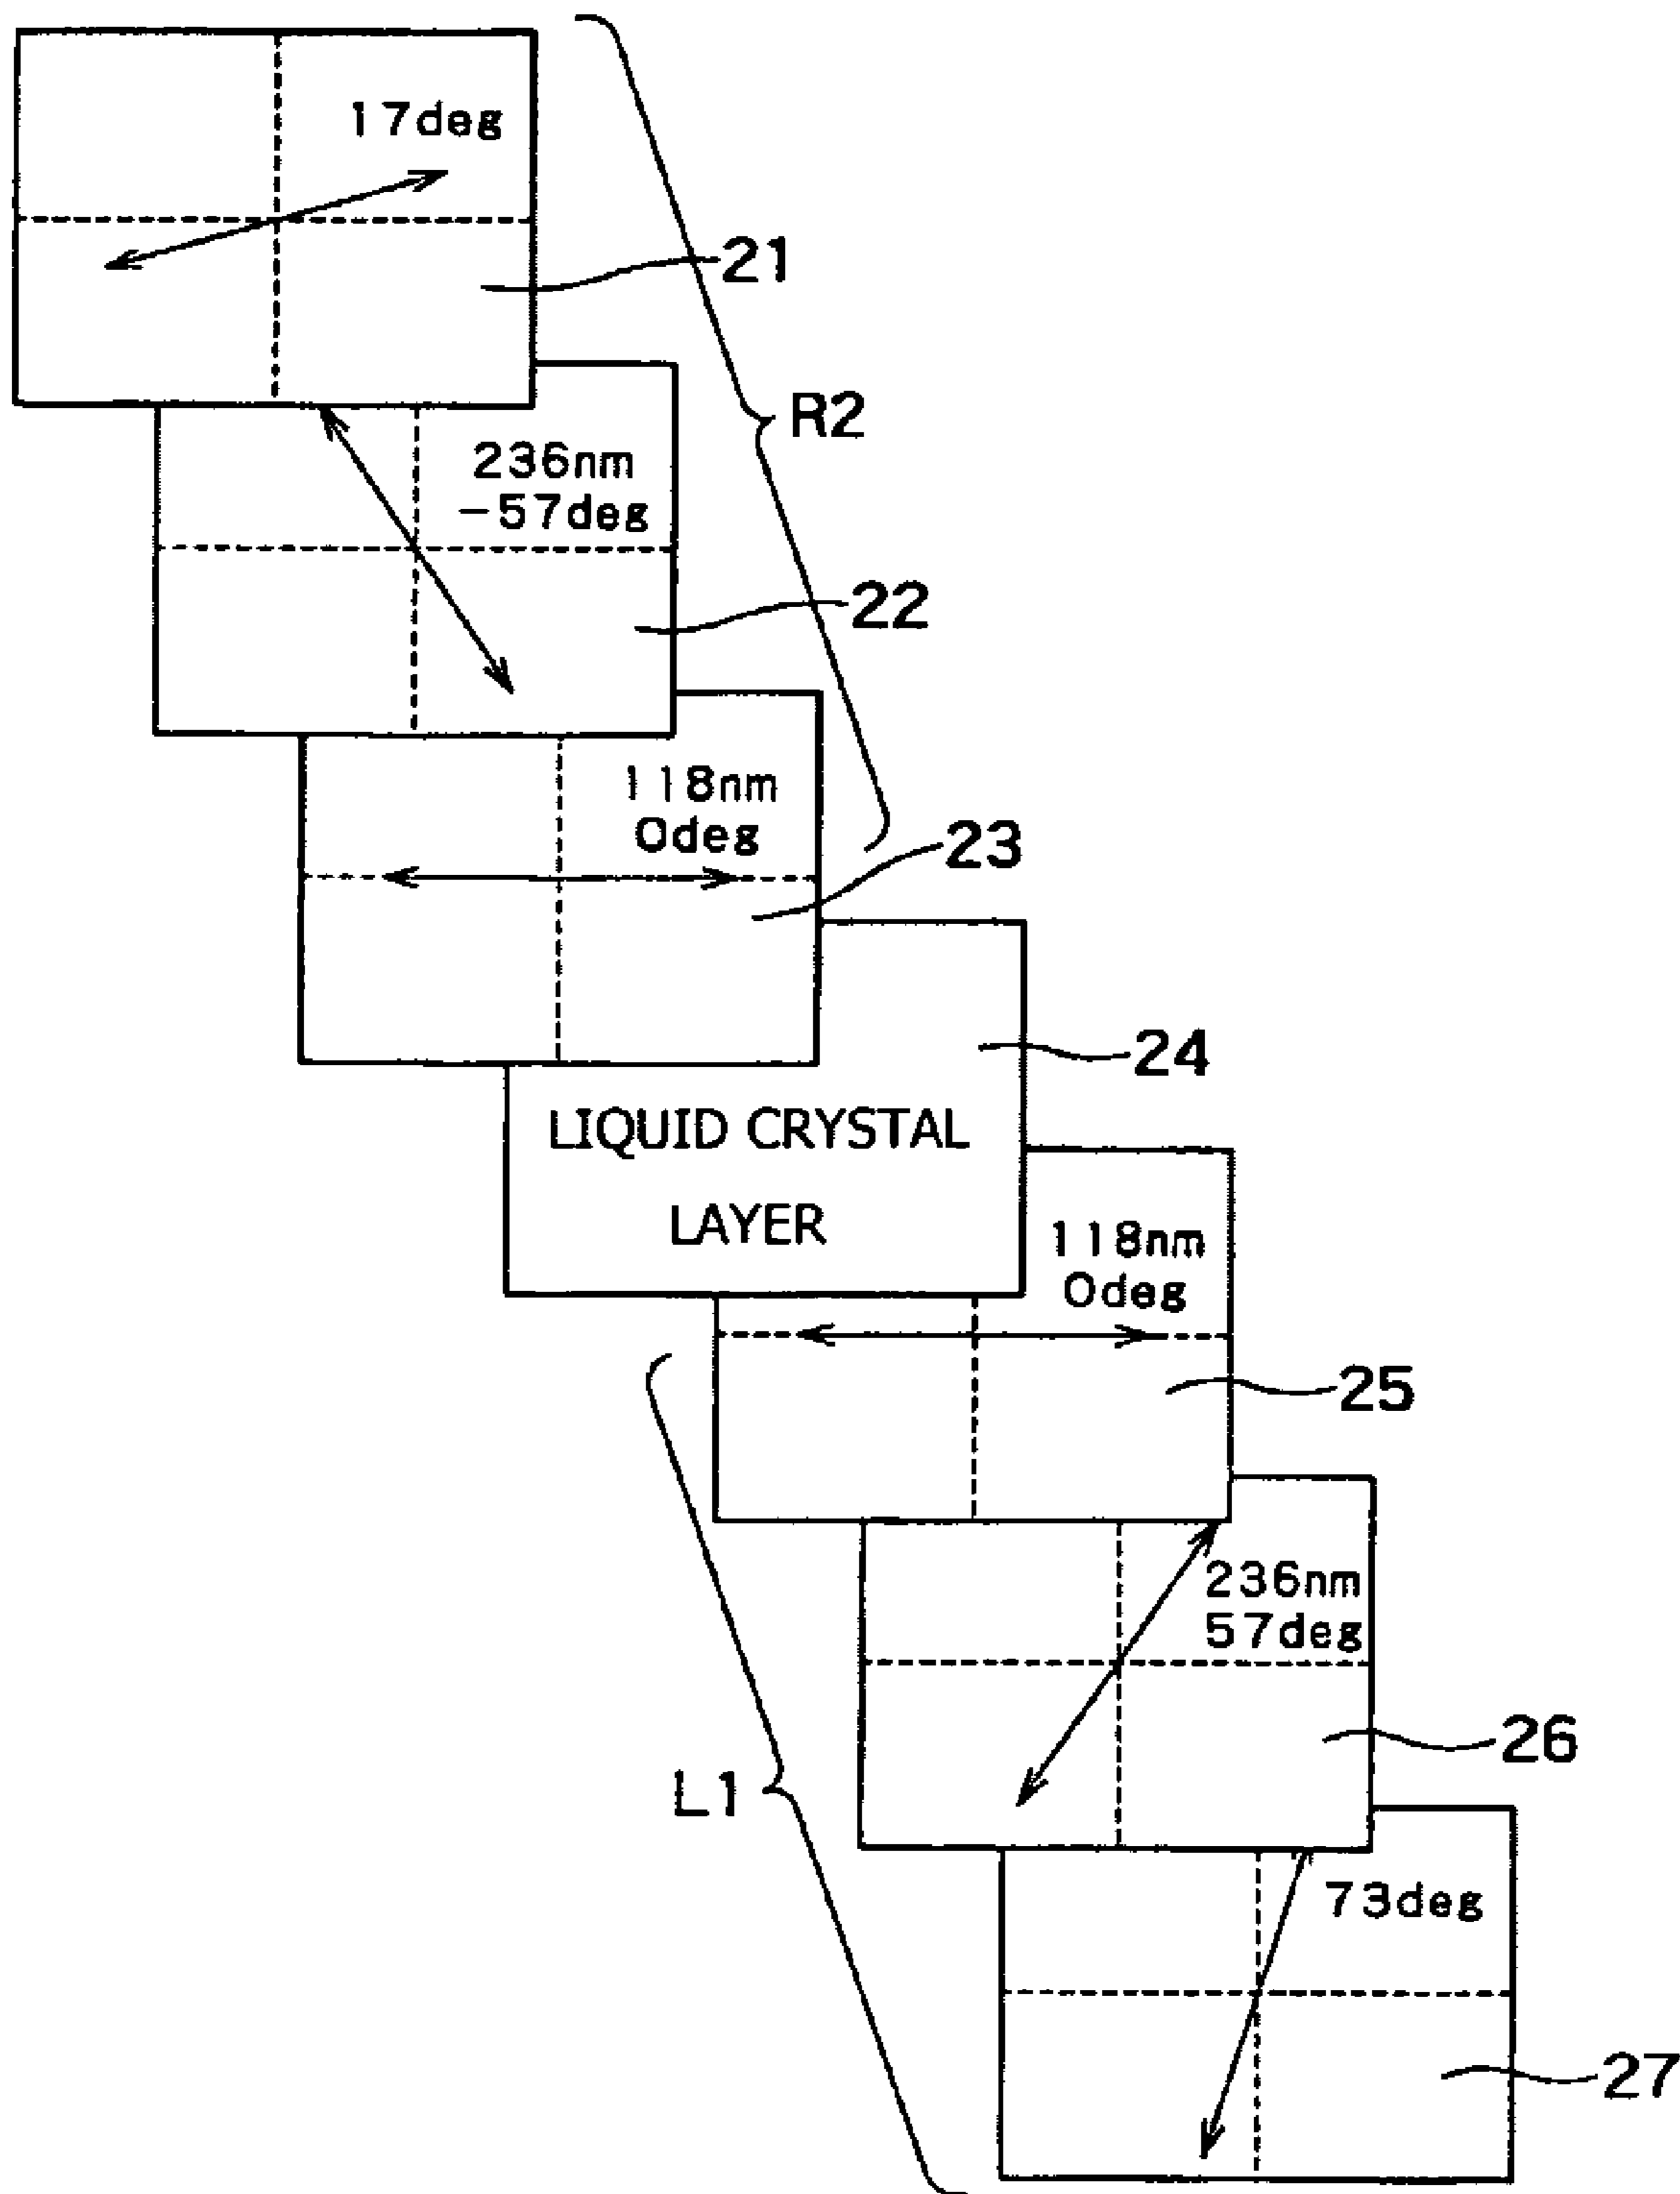 17deg
21
R2
236nm
-57deg
22
118nm
0deg
23
24
LIQUID CRYSTAL
LAYER
118nm
0deg
25
236nm
57deg
26
L1
73deg
27